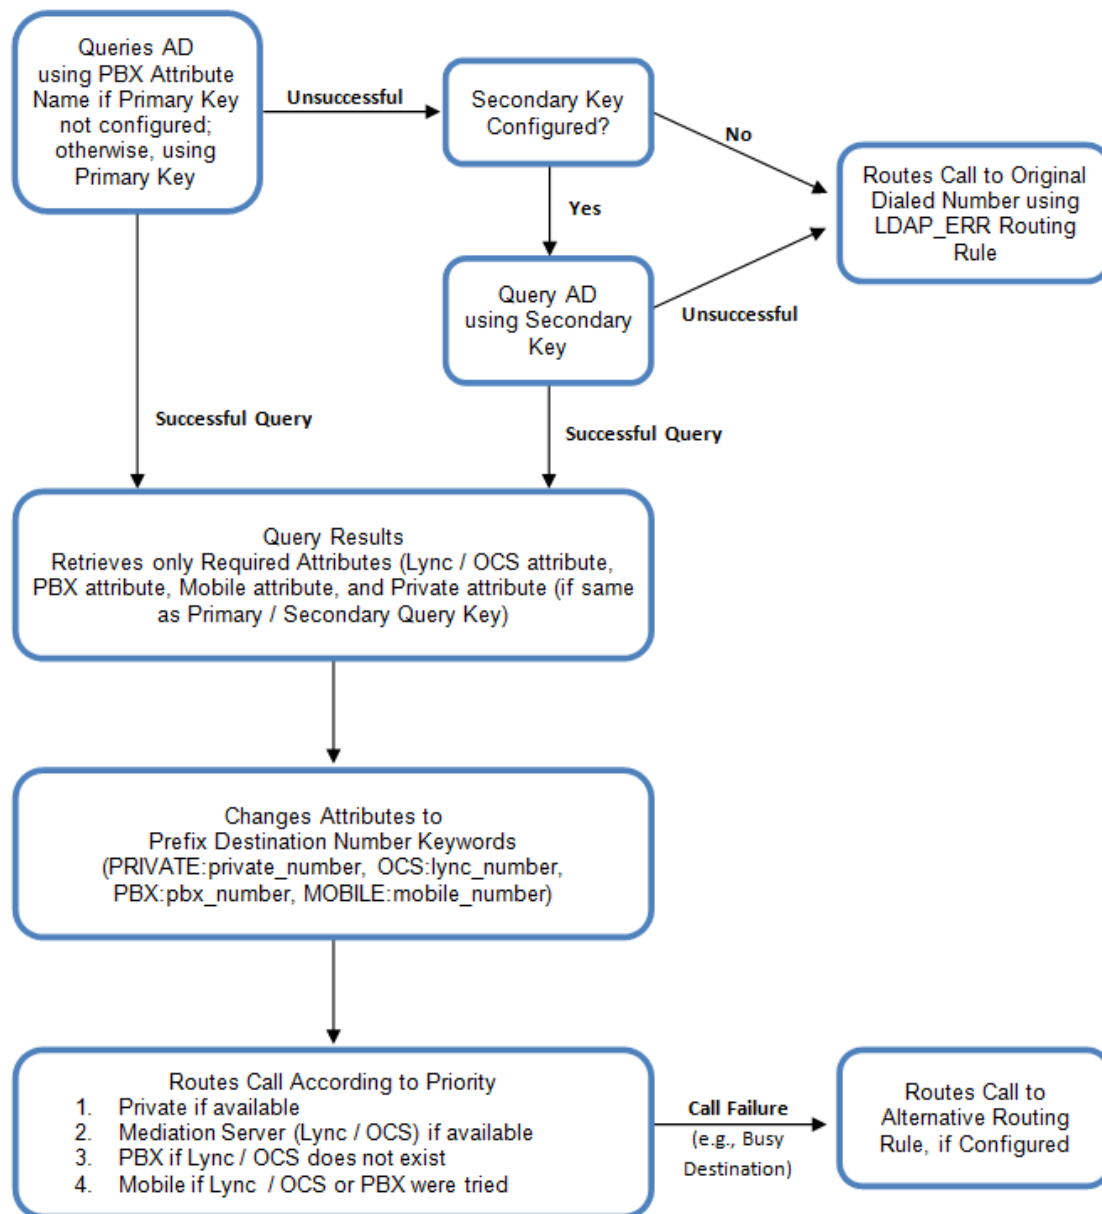 Queries AD
using PBX Attribute
Name if Primary Key
not configured;
otherwise, using
Primary Key
Unsuccessful
Secondary Key
Configured?
No
Routes Call to Original
Dialed Number using
LDAP_ERR Routing
Rule
Yes
Query AD
using Secondary
Key
Unsuccessful
Successful Query
Successful Query
Query Results
Retrieves only Required Attributes (Lync / OCS attribute,
PBX attribute, Mobile attribute, and Private attribute (if same
as Primary / Secondary Query Key)
Changes Attributes to
Prefix Destination Number Keywords
(PRIVATE:private_number, OCS:lync_number,
PBX:pbx_number, MOBILE:mobile_number)
Routes Call According to Priority
1. Private if available
2. Mediation Server (Lync / OCS) if available
3. PBX if Lync / OCS does not exist
4. Mobile if Lync / OCS or PBX were tried
Call Failure
(e.g., Busy
Destination)
Routes Call to
Alternative Routing
Rule, if Configured